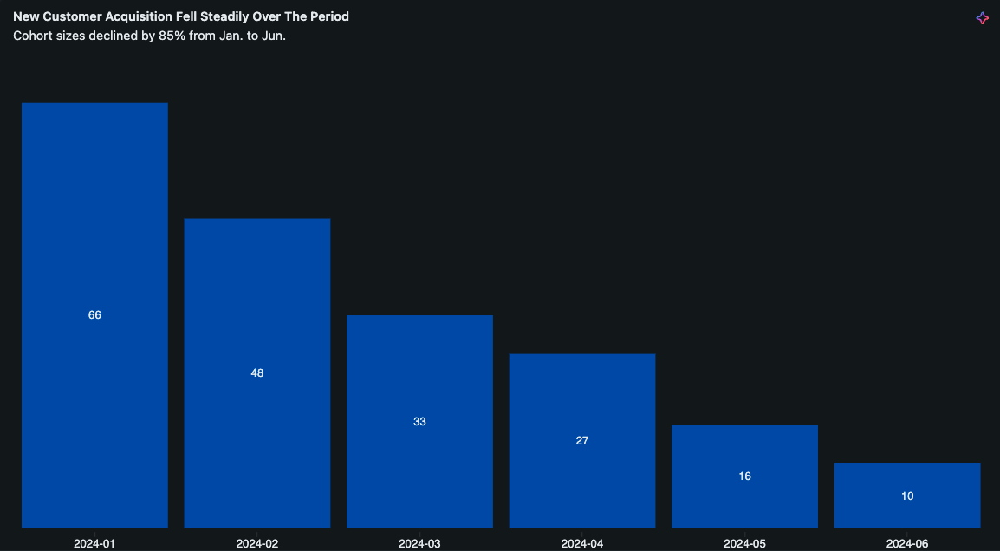 New Customer Acquisition Fell Steadily Over The Period
Cohort sizes declined by 85% from Jan. to Jun.
66
48
33
27
16
10
2024-01 2024-02 2024-03 2024-04 2024-05 2024-06